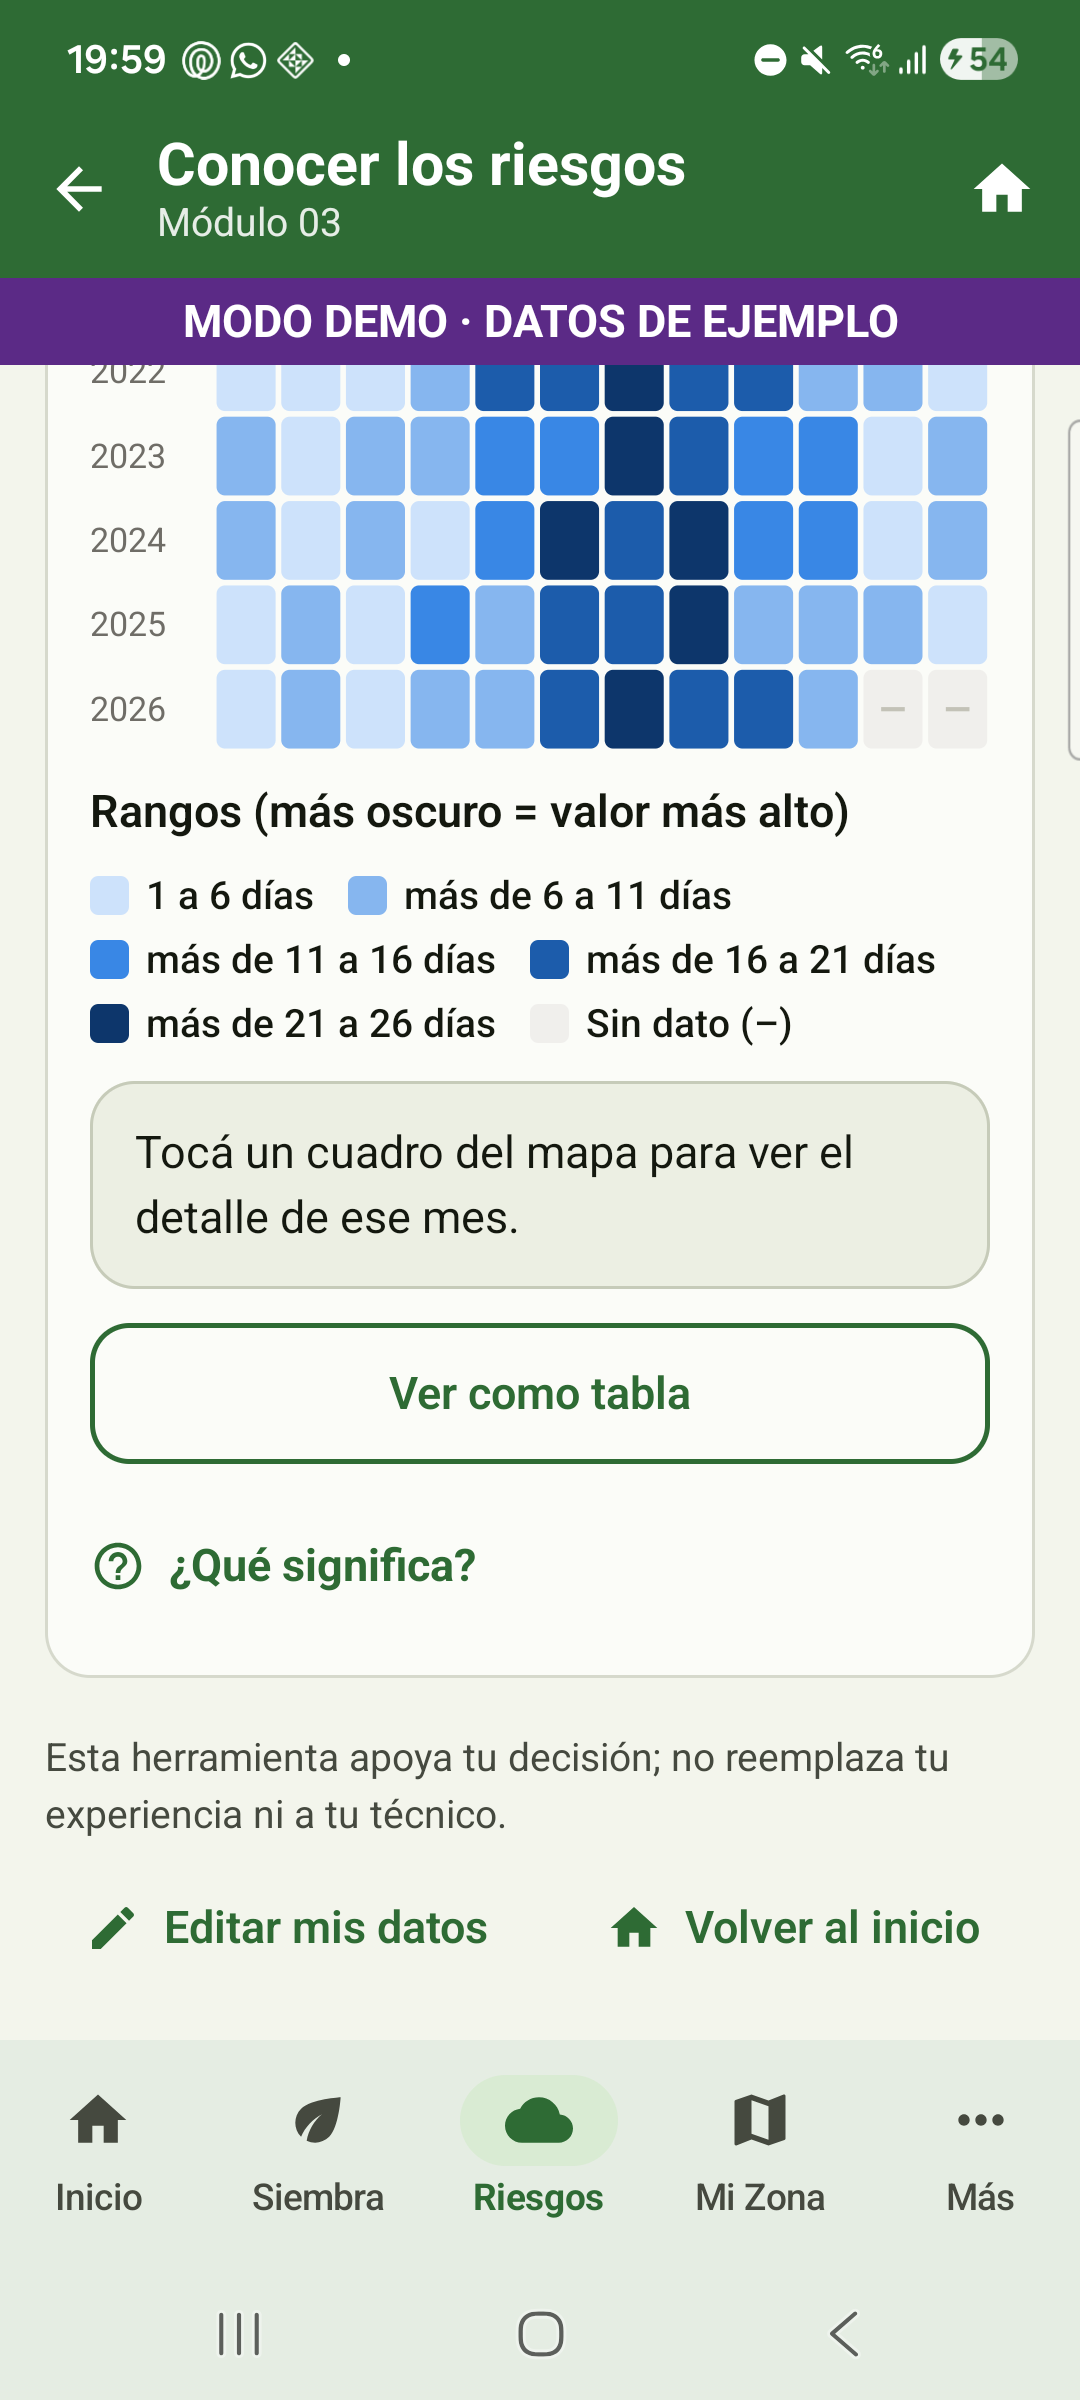 19:59
6
54
Conocer los riesgos
Módulo 03
MODO DEMO · DATOS DE EJEMPLO
2022
2023
2024
2025
2026 – –
Rangos (más oscuro = valor más alto)
1 a 6 días más de 6 a 11 días
más de 11 a 16 días más de 16 a 21 días
más de 21 a 26 días Sin dato (–)
Tocá un cuadro del mapa para ver el
detalle de ese mes.
Ver como tabla
¿Qué significa?
Esta herramienta apoya tu decisión; no reemplaza tu
experiencia ni a tu técnico.
Editar mis datos Volver al inicio
Inicio Siembra Riesgos Mi Zona Más